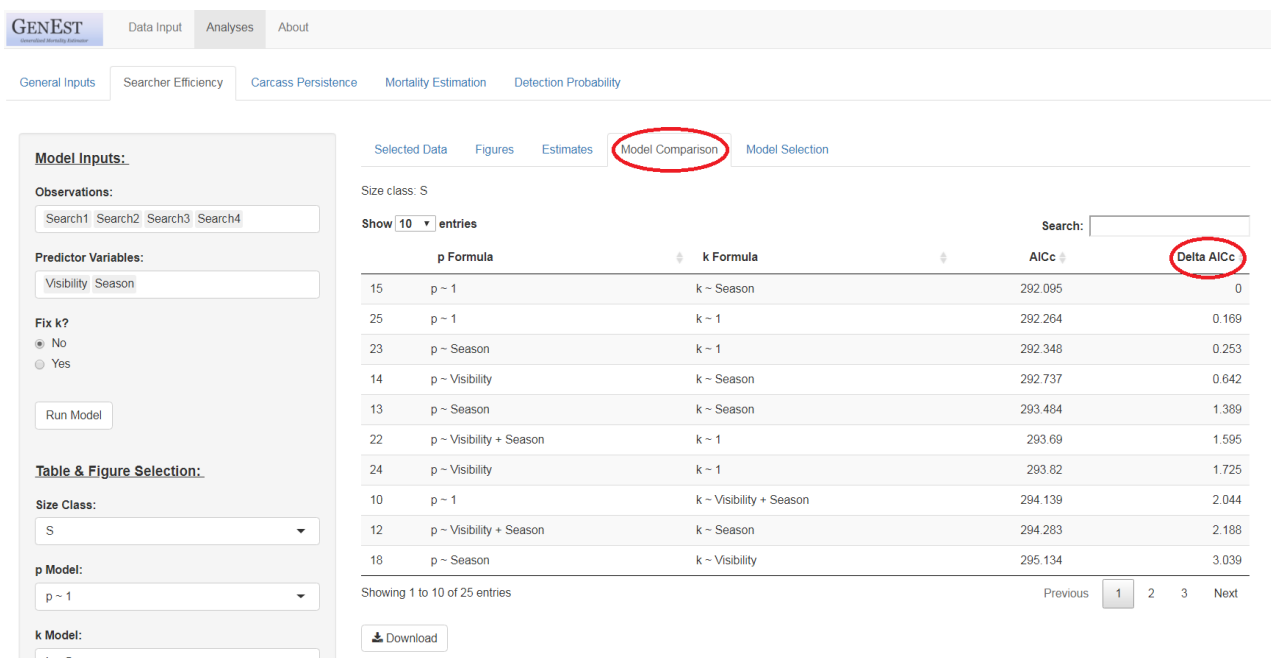 GENEST Data Input Analyses About
Generalized Mortality Estimator
General Inputs Searcher Efficiency Carcass Persistence Mortality Estimation Detection Probability
Model Inputs:
Observations:
Search1 Search2 Search3 Search4
Predictor Variables:
Visibility Season
Fix k?
No
Yes
Run Model
Table & Figure Selection:
Size Class:
S
p Model:
p ~ 1
k Model:
Selected Data Figures Estimates Model Comparison Model Selection
Size class: S
Show 10 entries Search:
p Formula k Formula AICc Delta AICc
15 p ~ 1 k ~ Season 292.095 0
25 p ~ 1 k ~ 1 292.264 0.169
23 p ~ Season k ~ 1 292.348 0.253
14 p ~ Visibility k ~ Season 292.737 0.642
13 p ~ Season k ~ Season 293.484 1.389
22 p ~ Visibility + Season k ~ 1 293.69 1.595
24 p ~ Visibility k ~ 1 293.82 1.725
10 p ~ 1 k ~ Visibility + Season 294.139 2.044
12 p ~ Visibility + Season k ~ Season 294.283 2.188
18 p ~ Season k ~ Visibility 295.134 3.039
Showing 1 to 10 of 25 entries Previous 1 2 3 Next
Download